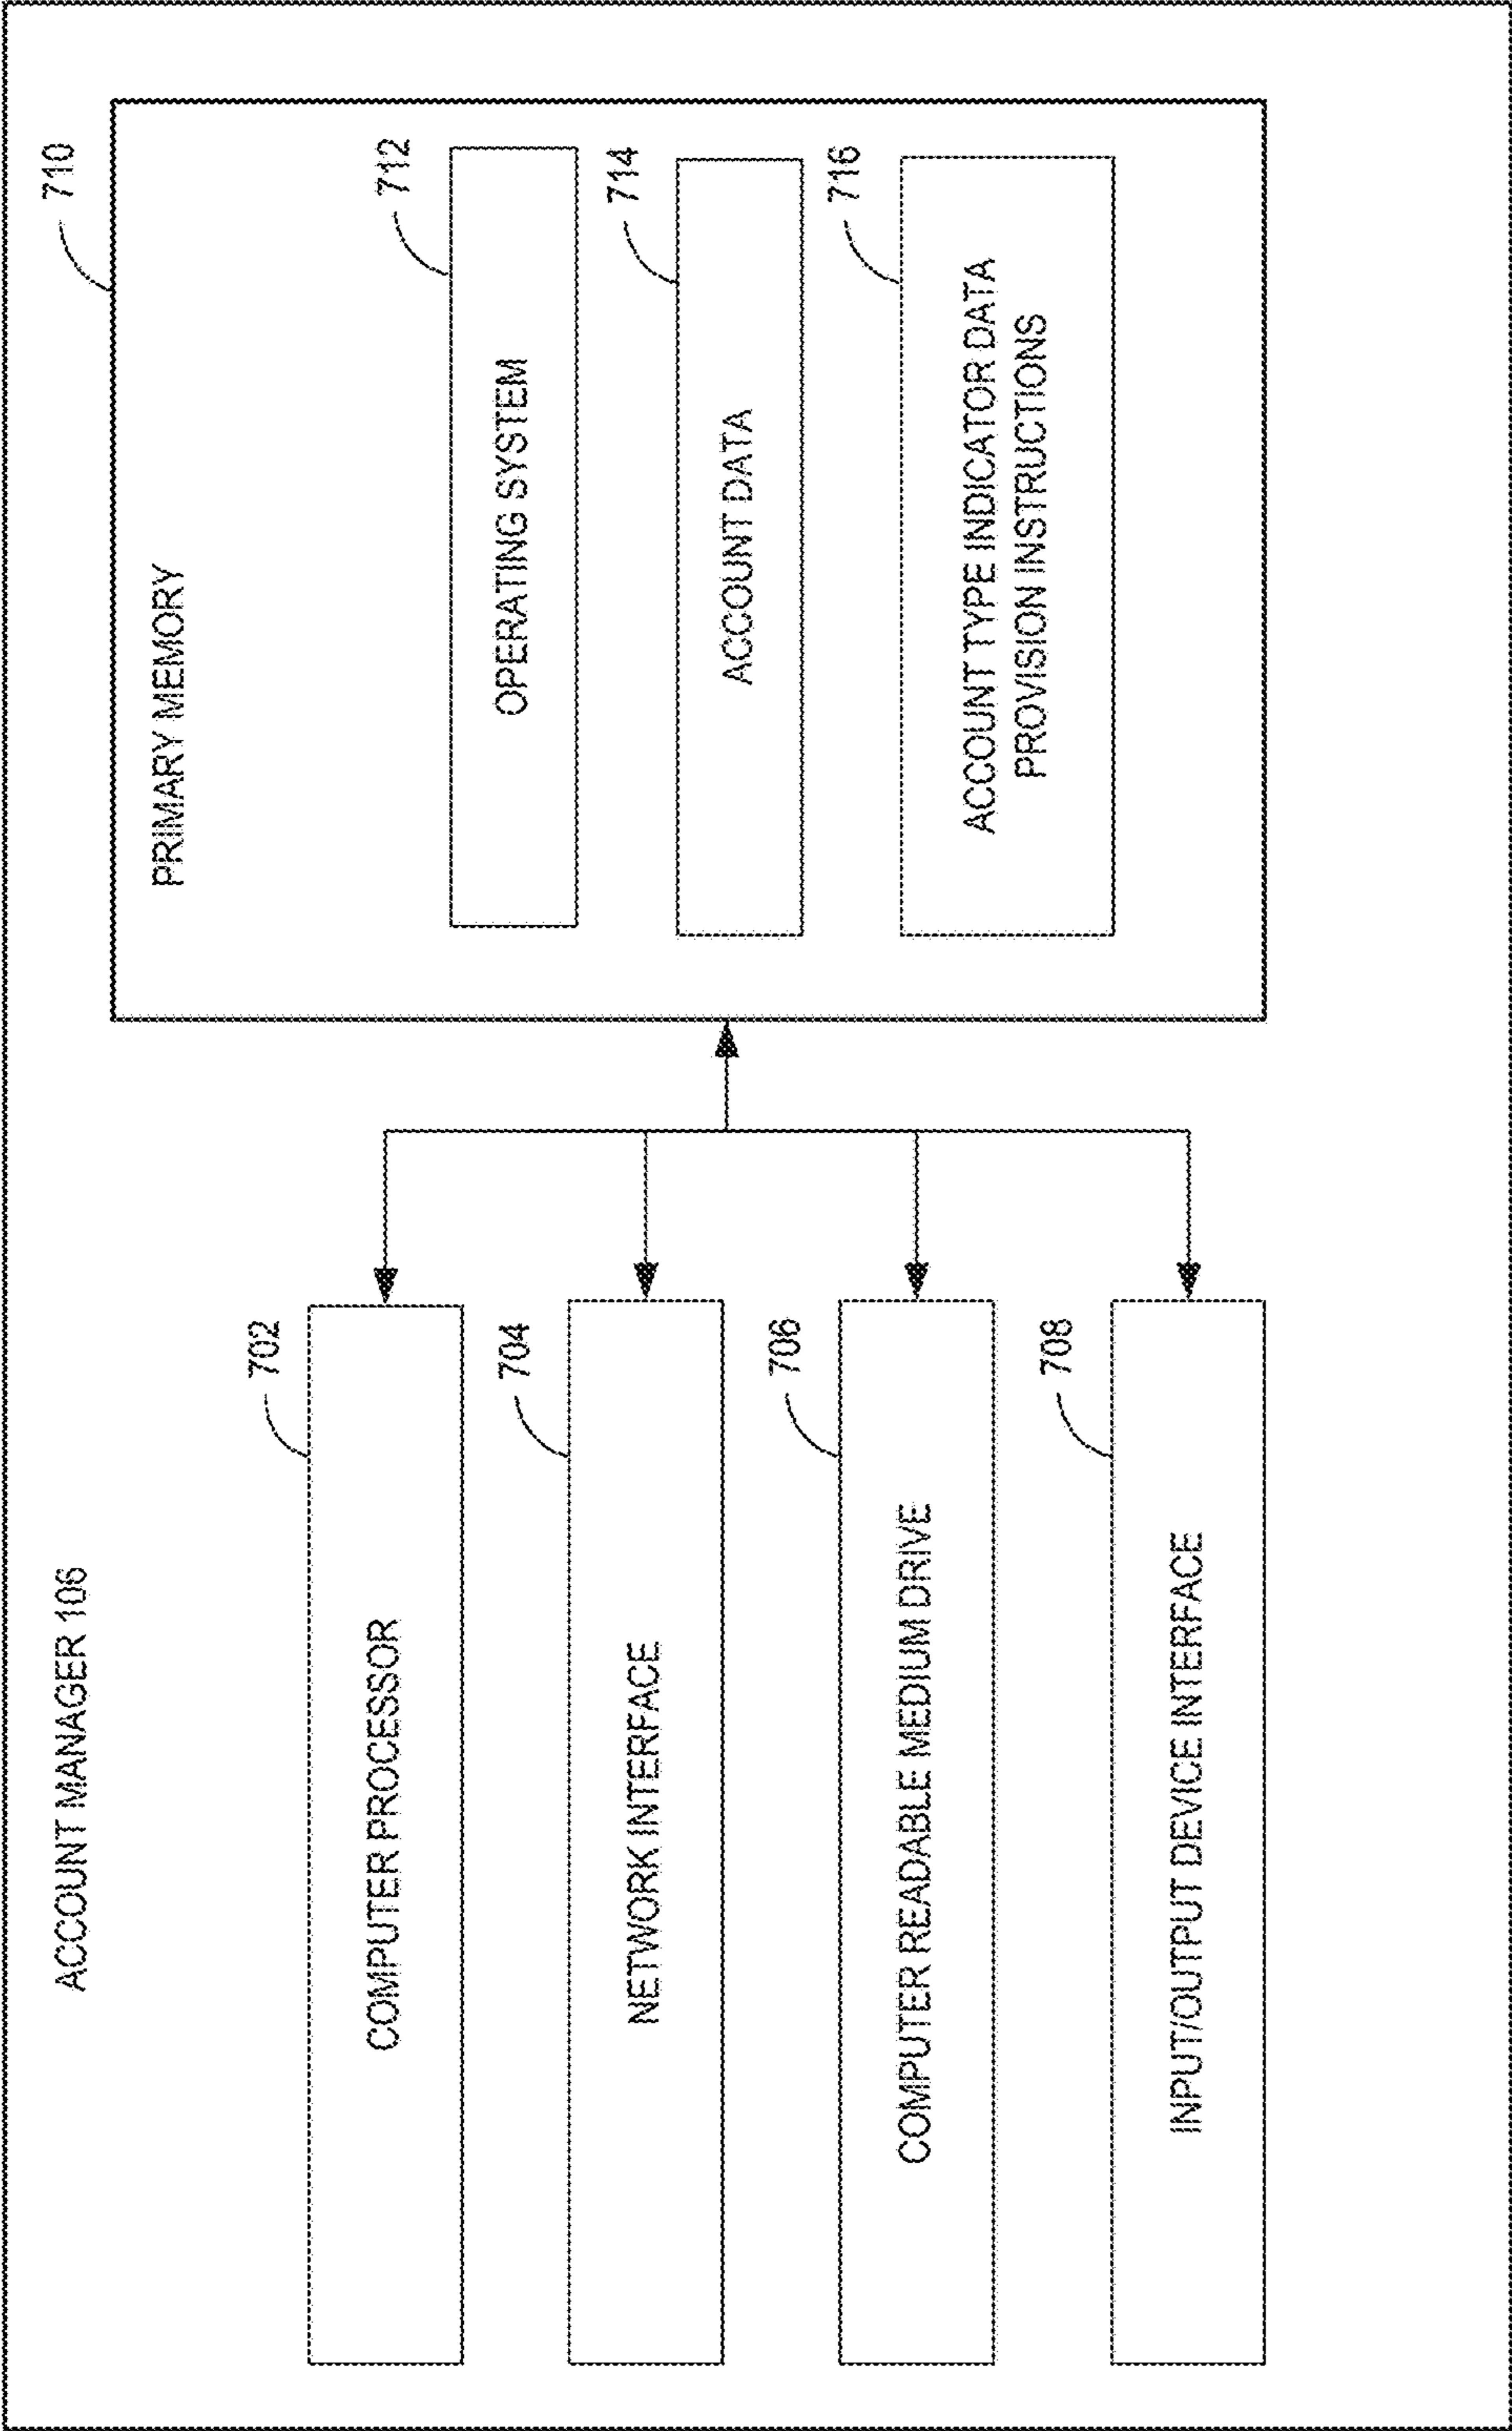 ACCOUNT MANAGER 106
702
COMPUTER PROCESSOR
704
NETWORK INTERFACE
706
COMPUTER READABLE MEDIUM DRIVE
708
INPUT/OUTPUT DEVICE INTERFACE
710
PRIMARY MEMORY
712
OPERATING SYSTEM
714
ACCOUNT DATA
716
ACCOUNT TYPE INDICATOR DATA
PROVISION INSTRUCTIONS